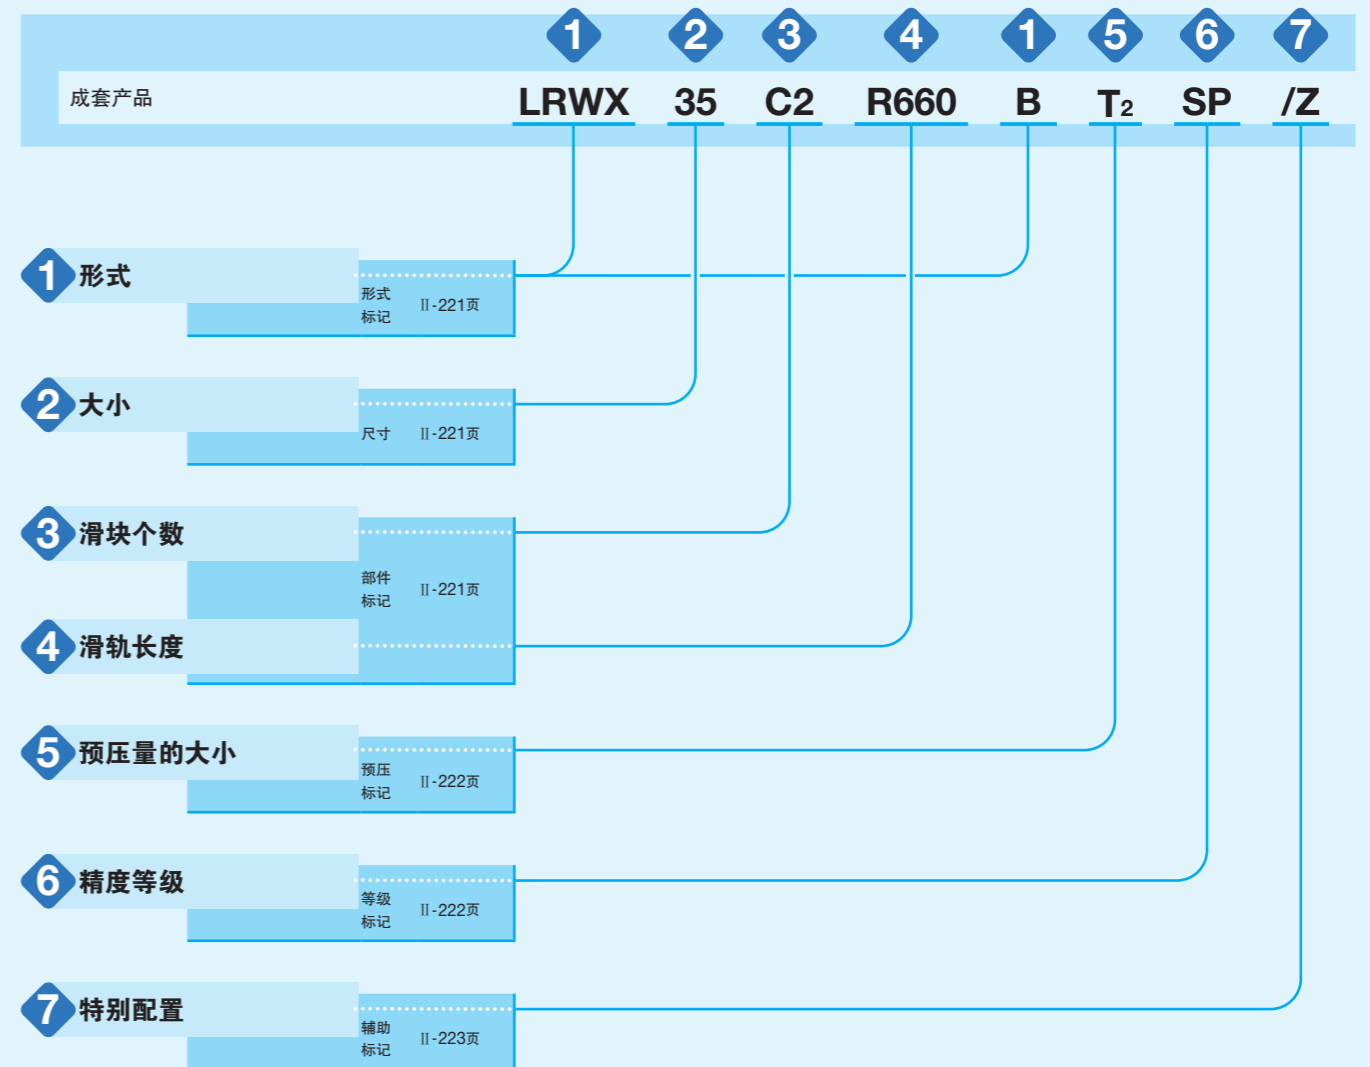 1 2 3 4 1 5 6 7
成套产品 LRWX 35 C2 R660 B T2 SP /Z
1 形式
形式
标记 Ⅱ-221页
2 大小
尺寸 Ⅱ-221页
3 滑块个数
部件
标记 Ⅱ-221页
4 滑轨长度
5 预压量的大小
预压
标记 Ⅱ-222页
6 精度等级
等级
标记 Ⅱ-222页
7 特别配置
辅助
标记 Ⅱ-223页